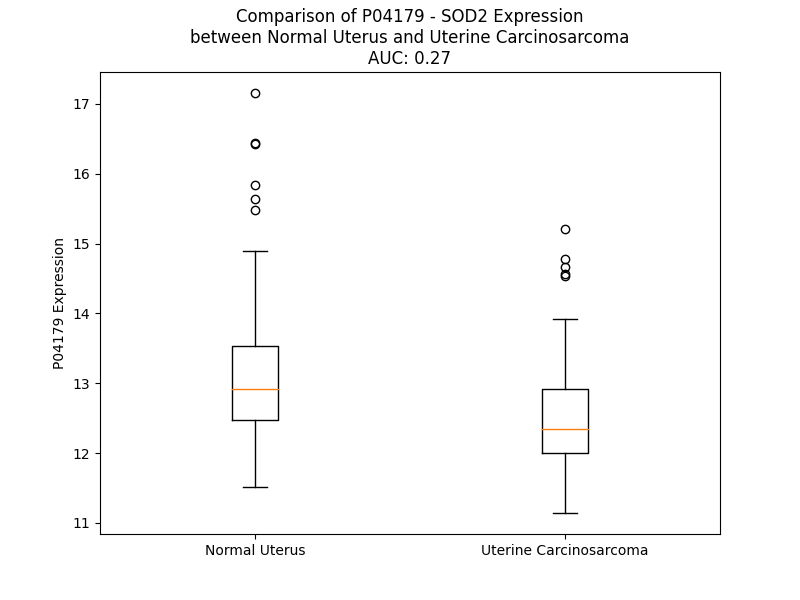 Comparison of P04179 - SOD2 Expression
between Normal Uterus and Uterine Carcinosarcoma
AUC: 0.27
17
16
15
14
13
12
11
P04179 Expression
Normal Uterus
Uterine Carcinosarcoma